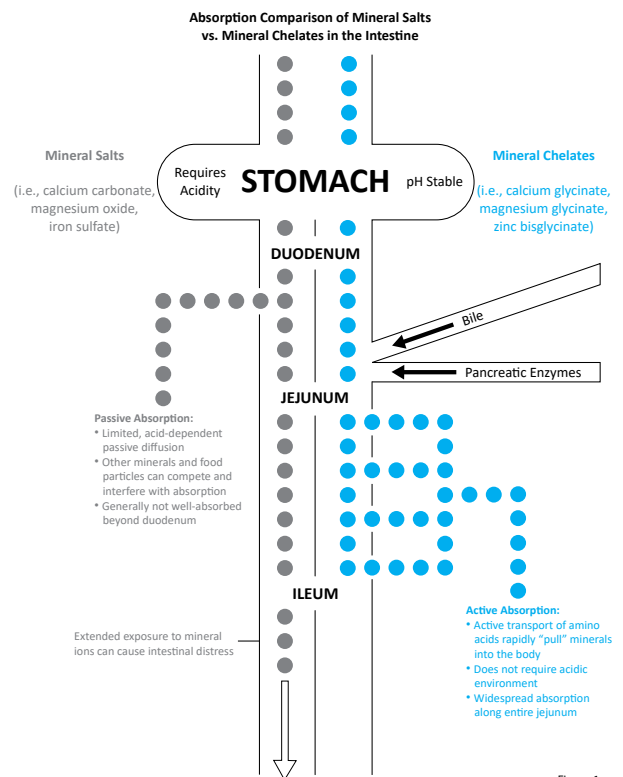 Absorption Comparison of Mineral Salts
vs. Mineral Chelates in the Intestine
Mineral Salts
(i.e., calcium carbonate,
magnesium oxide,
iron sulfate)
Requires
Acidity
STOMACH
pH Stable
Mineral Chelates
(i.e., calcium glycinate,
magnesium glycinate,
zinc bisglycinate)
DUODENUM
Bile
Pancreatic Enzymes
JEJUNUM
Passive Absorption:
• Limited, acid-dependent
passive diffusion
• Other minerals and food
particles can compete and
interfere with absorption
• Generally not well-absorbed
beyond duodenum
ILEUM
Active Absorption:
• Active transport of amino
acids rapidly “pull” minerals
into the body
• Does not require acidic
environment
• Widespread absorption
along entire jejunum
Extended exposure to mineral
ions can cause intestinal distress